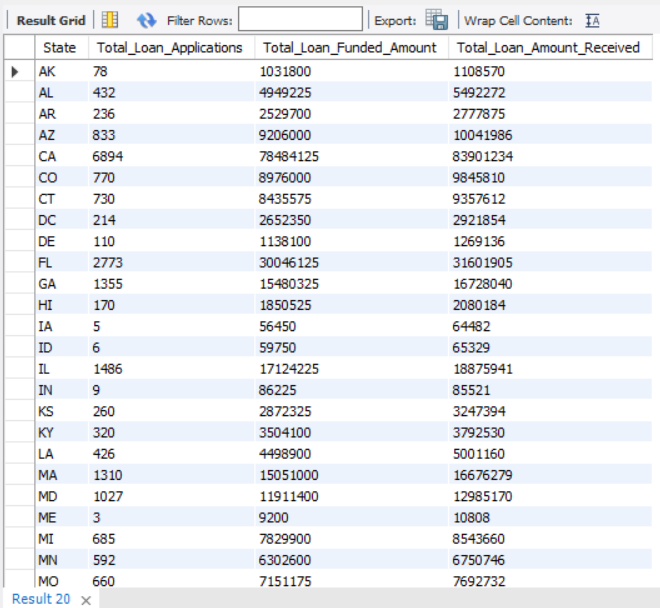 Result Grid Filter Rows: Export: Wrap Cell Content: IA
State Total_Loan_Applications Total_Loan_Funded_Amount Total_Loan_Amount_Received
AK 78 1031800 1108570
AL 432 4949225 5492272
AR 236 2529700 2777875
AZ 833 9206000 10041986
CA 6894 78484125 83901234
CO 770 8976000 9845810
CT 730 8435575 9357612
DC 214 2652350 2921854
DE 110 1138100 1269136
FL 2773 30046125 31601905
GA 1355 15480325 16728040
HI 170 1850525 2080184
IA 5 56450 64482
ID 6 59750 65329
IL 1486 17124225 18875941
IN 9 86225 85521
KS 260 2872325 3247394
KY 320 3504100 3792530
LA 426 4498900 5001160
MA 1310 15051000 16676279
MD 1027 11911400 12985170
ME 3 9200 10808
MI 685 7829900 8543660
MN 592 6302600 6750746
MO 660 7151175 7692732
Result 20